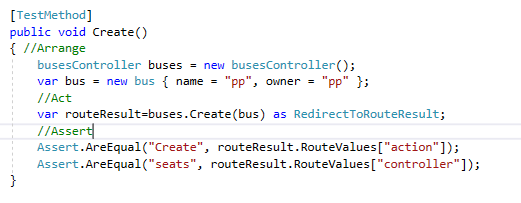 [TestMethod]
public void Create()
{ //Arrange
busesController buses = new busesController();
var bus = new bus { name = "pp", owner = "pp" };
//Act
var routeResult=buses.Create(bus) as RedirectToRouteResult;
//Assert
Assert.AreEqual("Create", routeResult.RouteValues["action"]);
Assert.AreEqual("seats", routeResult.RouteValues["controller"]);
}